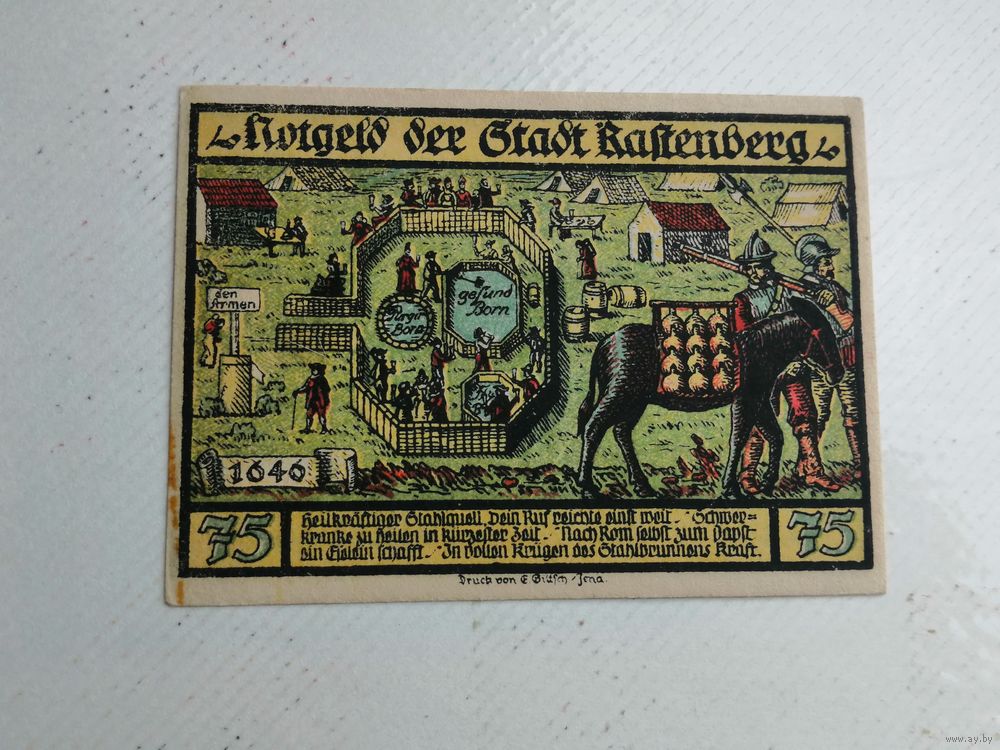 Notgeld der Stadt Rastenberg
den
Armen
Purgir
Born
gesund
Born
1646
75
Heilkräftiger Stahlquell, Dein Ruf reichte einst weit. - Schwer=
kranke zu heilen in kürzester Zeit. - Nach Rom selbst zum Papst
ein Eselein schafft. - In vollen Krügen des Stahlbrunnens Kraft.
75
Druck von E Giltsch, Jena.
www.ay.by